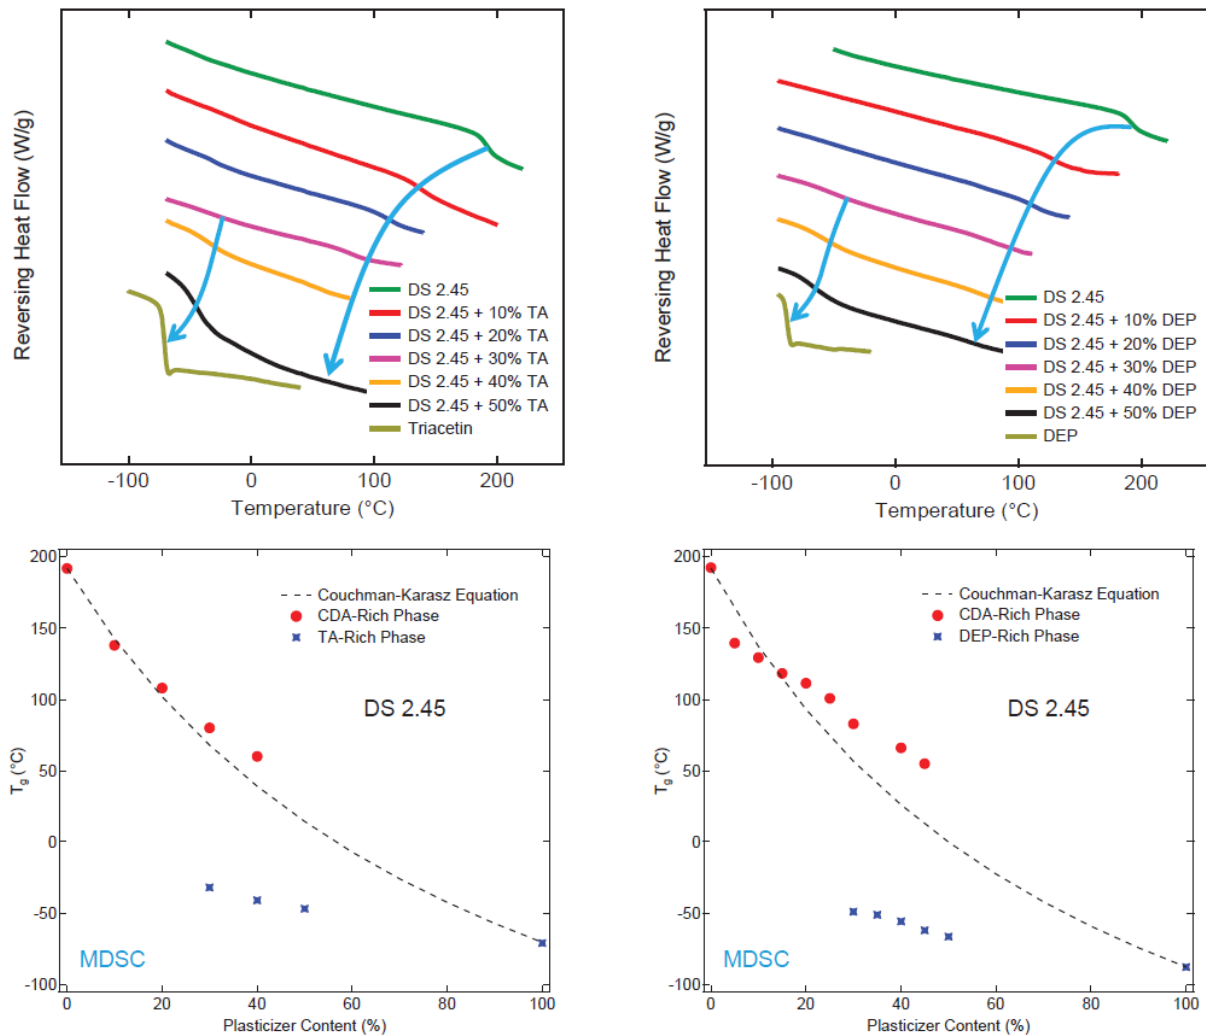 Reversing Heat Flow (W/g)
DS 2.45
DS 2.45 + 10% TA
DS 2.45 + 20% TA
DS 2.45 + 30% TA
DS 2.45 + 40% TA
DS 2.45 + 50% TA
Triacetin
-100 0 100 200
Temperature (°C)
Reversing Heat Flow (W/g)
DS 2.45
DS 2.45 + 10% DEP
DS 2.45 + 20% DEP
DS 2.45 + 30% DEP
DS 2.45 + 40% DEP
DS 2.45 + 50% DEP
DEP
-100 0 100 200
Temperature (°C)
200
150
100
50
0
-50
-100
Tg (°C)
Couchman-Karasz Equation
CDA-Rich Phase
TA-Rich Phase
DS 2.45
MDSC
0 20 40 60 80 100
Plasticizer Content (%)
200
150
100
50
0
-50
-100
Tg (°C)
Couchman-Karasz Equation
CDA-Rich Phase
DEP-Rich Phase
DS 2.45
MDSC
0 20 40 60 80 100
Plasticizer Content (%)